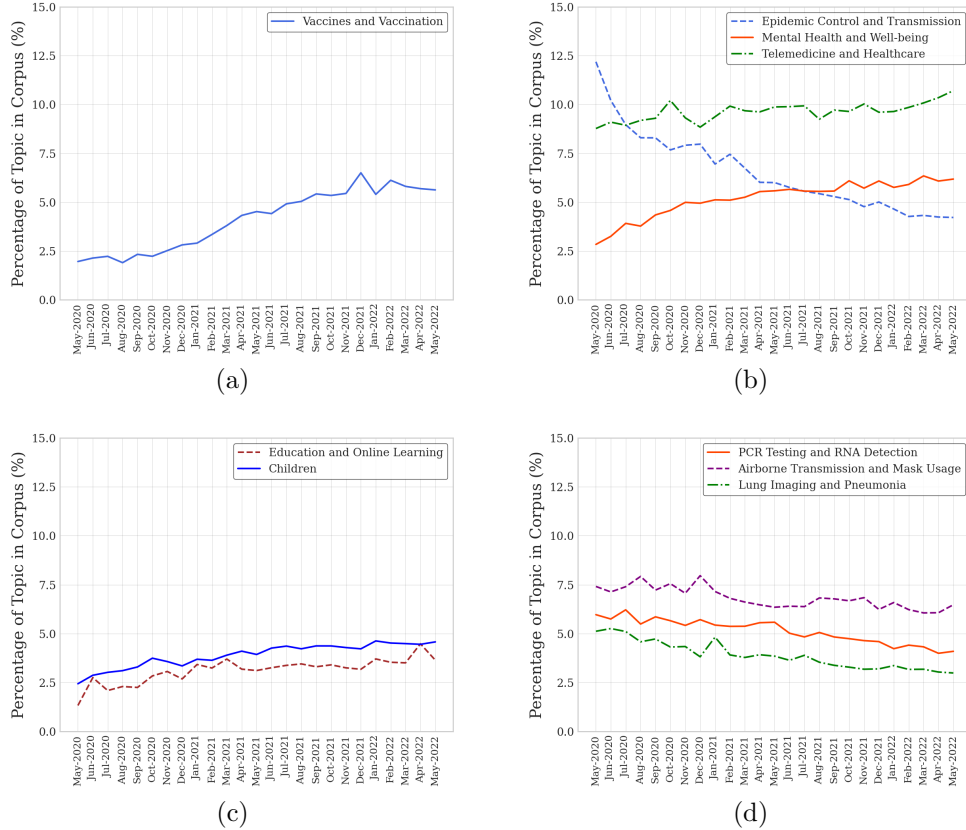 Percentage of Topic in Corpus (%)
15.0
12.5
10.0
7.5
5.0
2.5
0.0
Vaccines and Vaccination
May-2020
Jun-2020
Jul-2020
Aug-2020
Sep-2020
Oct-2020
Nov-2020
Dec-2020
Jan-2021
Feb-2021
Mar-2021
Apr-2021
May-2021
Jun-2021
Jul-2021
Aug-2021
Sep-2021
Oct-2021
Nov-2021
Dec-2021
Jan-2022
Feb-2022
Mar-2022
Apr-2022
May-2022
(a)
Percentage of Topic in Corpus (%)
15.0
12.5
10.0
7.5
5.0
2.5
0.0
Epidemic Control and Transmission
Mental Health and Well-being
Telemedicine and Healthcare
May-2020
Jun-2020
Jul-2020
Aug-2020
Sep-2020
Oct-2020
Nov-2020
Dec-2020
Jan-2021
Feb-2021
Mar-2021
Apr-2021
May-2021
Jun-2021
Jul-2021
Aug-2021
Sep-2021
Oct-2021
Nov-2021
Dec-2021
Jan-2022
Feb-2022
Mar-2022
Apr-2022
May-2022
(b)
Percentage of Topic in Corpus (%)
15.0
12.5
10.0
7.5
5.0
2.5
0.0
Education and Online Learning
Children
May-2020
Jun-2020
Jul-2020
Aug-2020
Sep-2020
Oct-2020
Nov-2020
Dec-2020
Jan-2021
Feb-2021
Mar-2021
Apr-2021
May-2021
Jun-2021
Jul-2021
Aug-2021
Sep-2021
Oct-2021
Nov-2021
Dec-2021
Jan-2022
Feb-2022
Mar-2022
Apr-2022
May-2022
(c)
Percentage of Topic in Corpus (%)
15.0
12.5
10.0
7.5
5.0
2.5
0.0
PCR Testing and RNA Detection
Airborne Transmission and Mask Usage
Lung Imaging and Pneumonia
May-2020
Jun-2020
Jul-2020
Aug-2020
Sep-2020
Oct-2020
Nov-2020
Dec-2020
Jan-2021
Feb-2021
Mar-2021
Apr-2021
May-2021
Jun-2021
Jul-2021
Aug-2021
Sep-2021
Oct-2021
Nov-2021
Dec-2021
Jan-2022
Feb-2022
Mar-2022
Apr-2022
May-2022
(d)